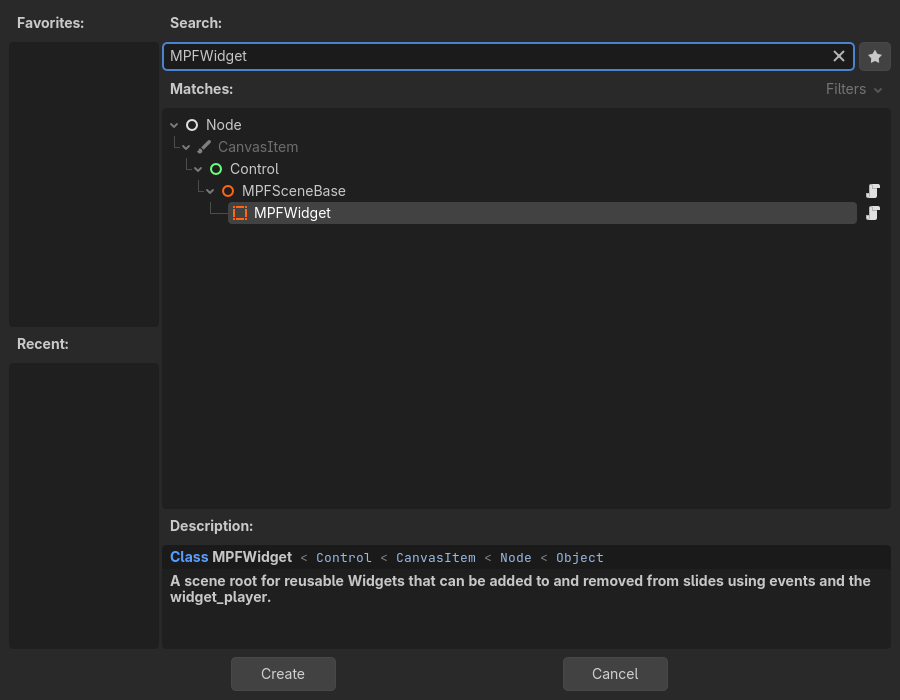 Favorites:
Search:
MPFWidget
Matches:
Filters
Node
CanvasItem
Control
MPFSceneBase
MPFWidget
Recent:
Description:
Class MPFWidget < Control < CanvasItem < Node < Object
A scene root for reusable Widgets that can be added to and removed from slides using events and the
widget_player.
Create
Cancel